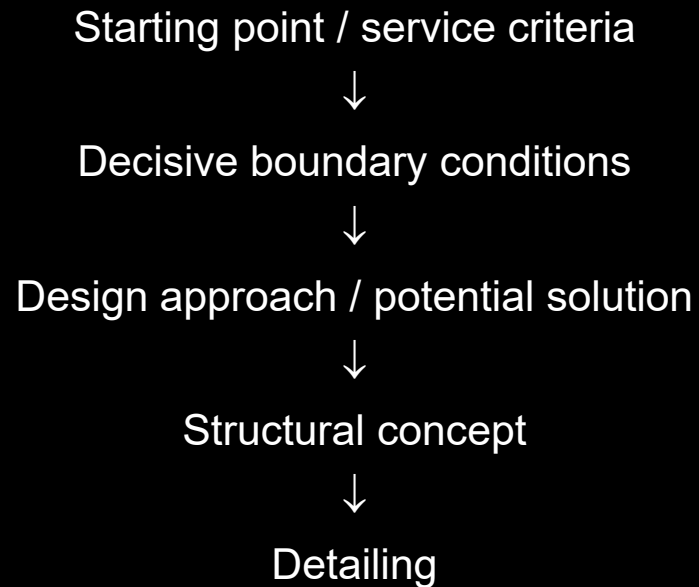 Starting point / service criteria
↓
Decisive boundary conditions
↓
Design approach / potential solution
↓
Structural concept
↓
Detailing